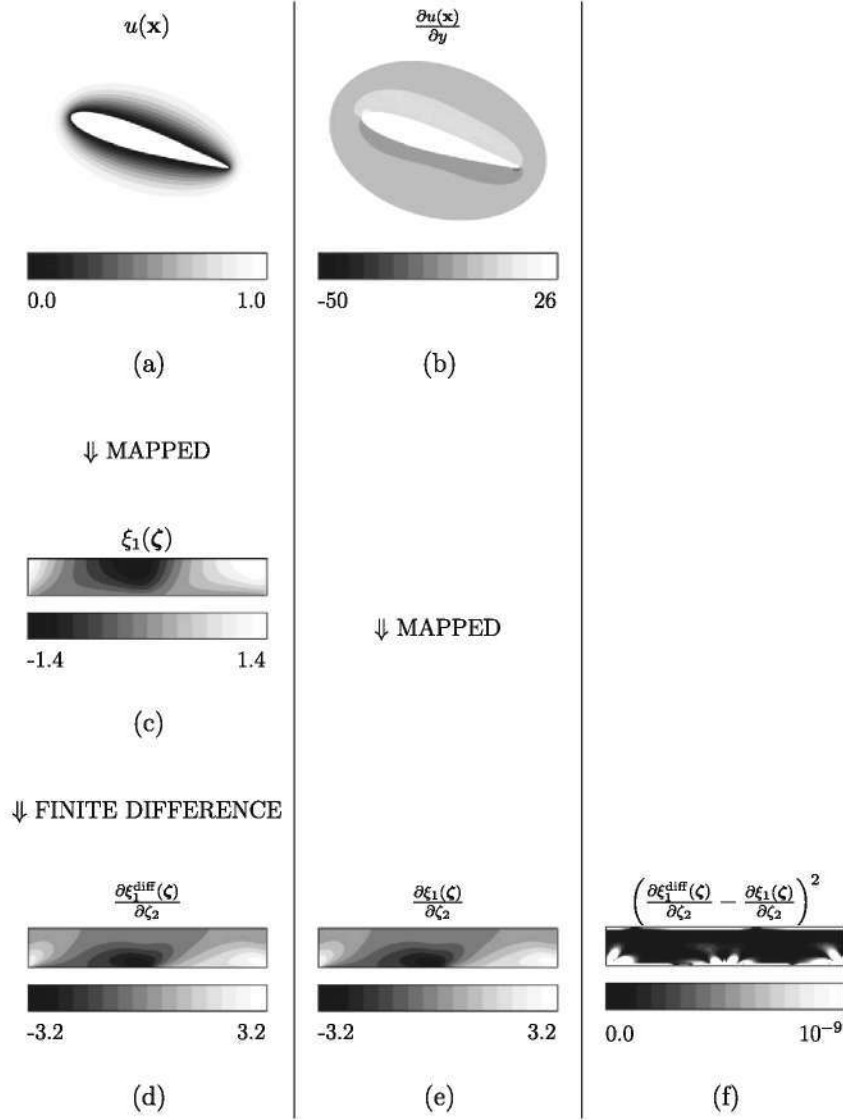 u(𝐱)
∂u(𝐱)/∂y
0.0 1.0
-50 26
(a)
(b)
⇓ MAPPED
ξ₁(𝛇)
-1.4 1.4
⇓ MAPPED
(c)
⇓ FINITE DIFFERENCE
∂ξ₁^diff(𝛇)/∂ζ₂
∂ξ₁(𝛇)/∂ζ₂
(∂ξ₁^diff(𝛇)/∂ζ₂ − ∂ξ₁(𝛇)/∂ζ₂)²
-3.2 3.2
-3.2 3.2
0.0 10⁻⁹
(d)
(e)
(f)